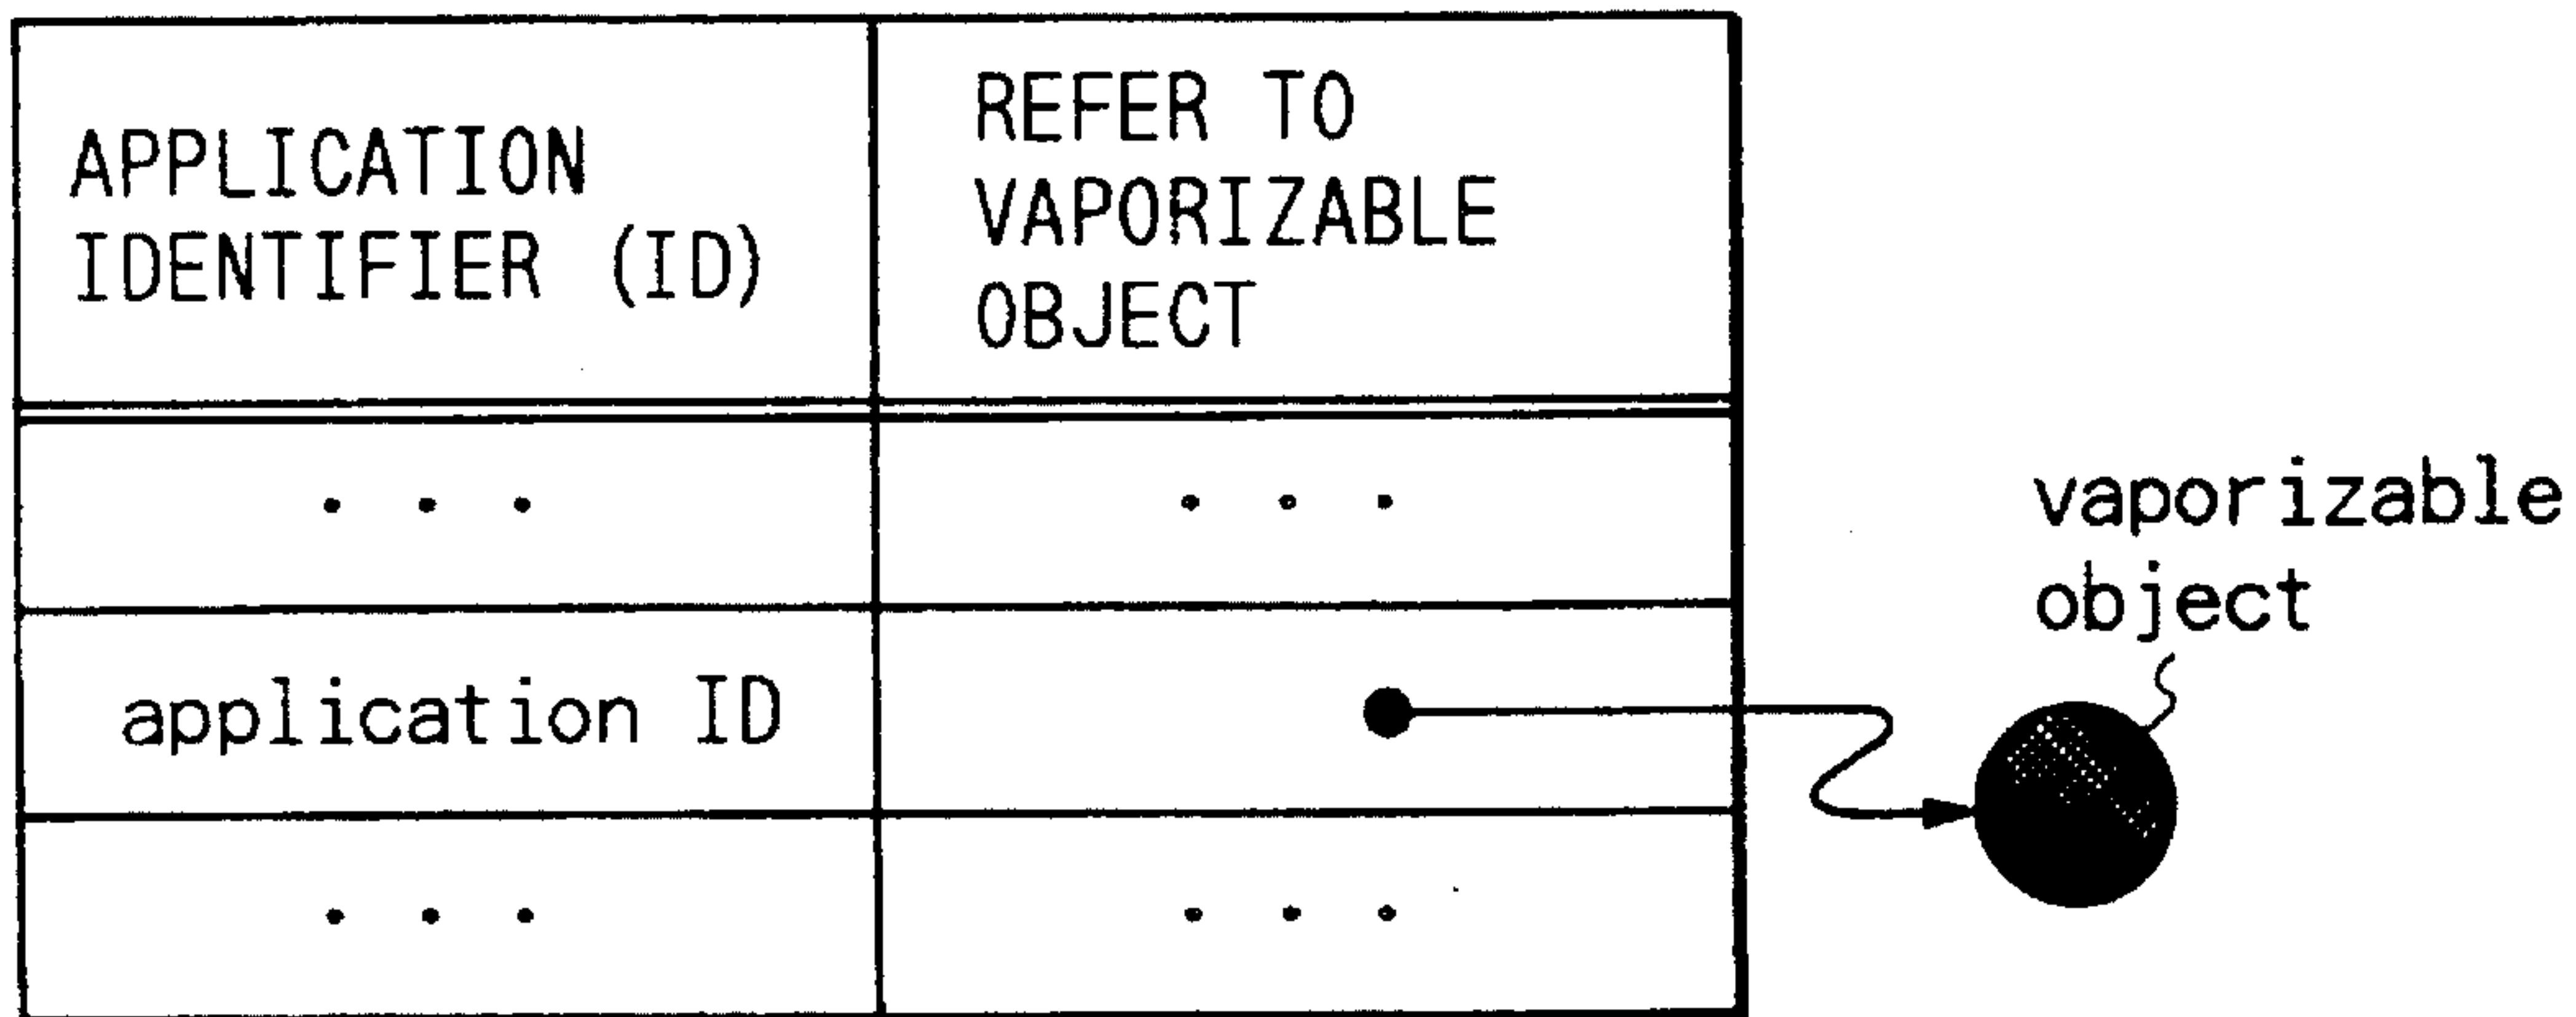 APPLICATION
IDENTIFIER (ID)
REFER TO
VAPORIZABLE
OBJECT
. . .
. . .
application ID
vaporizable
object
. . .
. . .